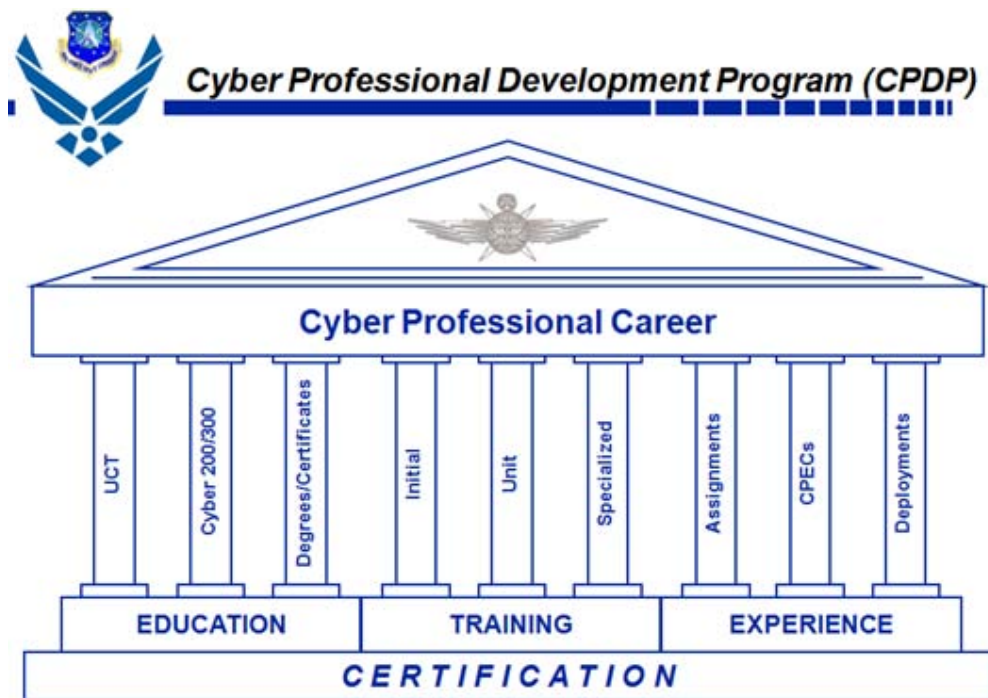 Cyber Professional Development Program (CPDP)
Cyber Professional Career
UCT
Cyber 200/300
Degrees/Certificates
Initial
Unit
Specialized
Assignments
CPECs
Deployments
EDUCATION
TRAINING
EXPERIENCE
CERTIFICATION